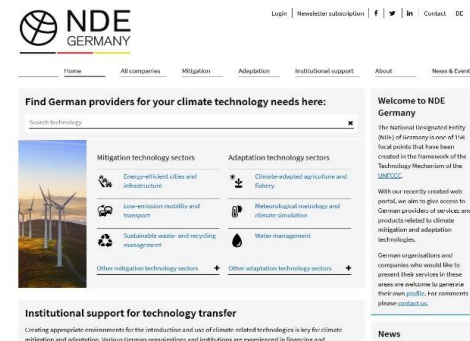 Login | Newsletter subscription | f | in | Contact DE
NDE
GERMANY
Home All companies Mitigation Adaptation Institutional support About News & Event
Find German providers for your climate technology needs here:
Search technology
Mitigation technology sectors
Energy-efficient cities and
infrastructure
Low-emission mobility and
transport
Sustainable waste- and recycling
management
Other mitigation technology sectors +
Adaptation technology sectors
Climate-adapted agriculture and
fishery
Meteorological metrology and
climate simulation
Water management
Other adaptation technology sectors +
Welcome to NDE
Germany
The National Designated Entity
(NDE) of Germany is one of 158
focal points that have been
created in the framework of the
Technology Mechanism of the
UNFCCC.
With our recently created web
portal, we aim to give access to
German providers of services and
products related to climate
mitigation and adaptation
technologies.
German organisations and
companies who would like to
present their services in these
areas are welcome to generate
their own profile. For comments
please contact us.
Institutional support for technology transfer
Creating appropriate environments for the introduction and use of climate related technologies is key for climate
mitigation and adaptation. Various German organizations and institutions are experienced in financing and
News